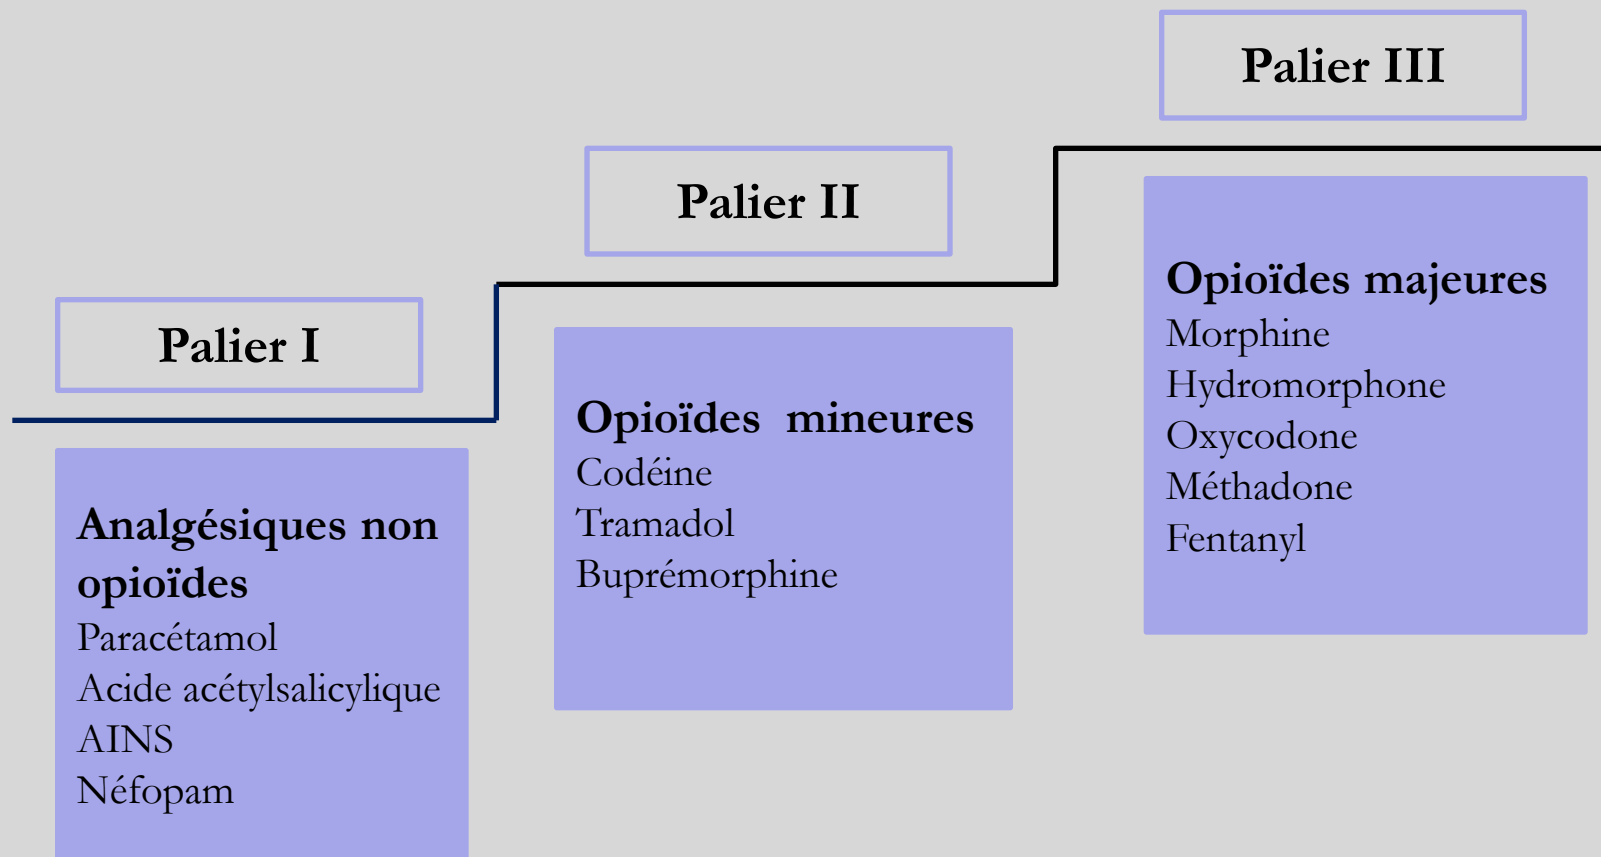 Palier I
Analgésiques non
opioïdes
Paracétamol
Acide acétylsalicylique
AINS
Néfopam
Palier II
Opioïdes  mineures
Codéine
Tramadol
Buprémorphine
Palier III
Opioïdes majeures
Morphine
Hydromorphone
Oxycodone
Méthadone
Fentanyl